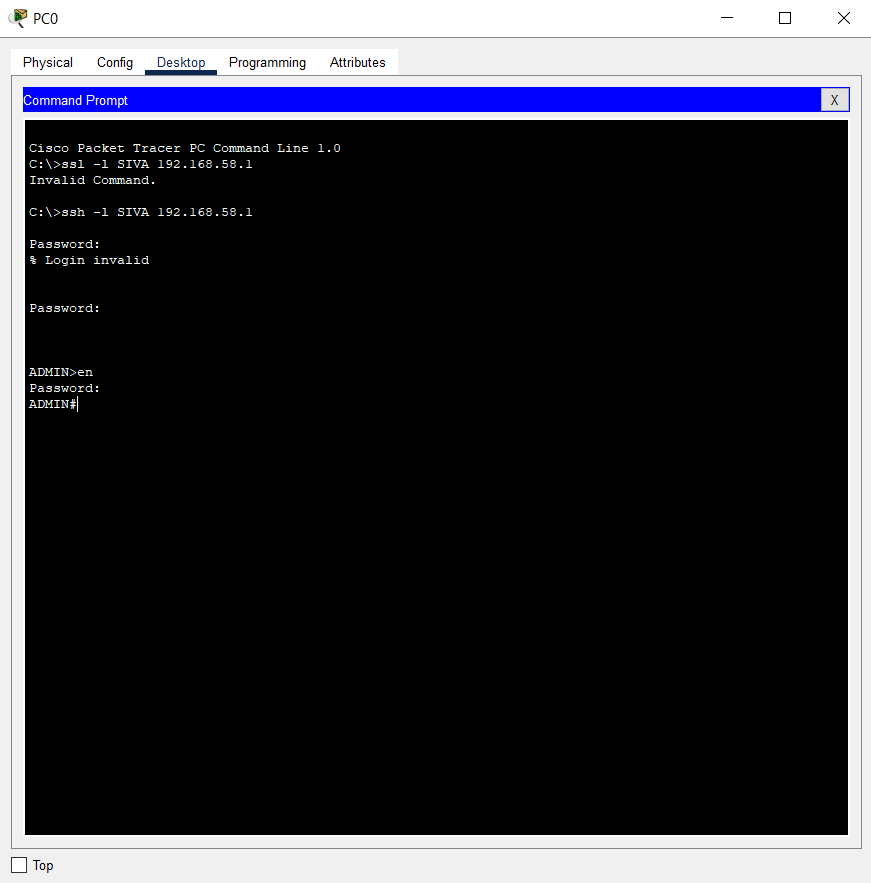 PC0
Physical Config Desktop Programming Attributes
Command Prompt X
Cisco Packet Tracer PC Command Line 1.0
C:\>ssl -l SIVA 192.168.58.1
Invalid Command.
C:\>ssh -l SIVA 192.168.58.1
Password:
% Login invalid
Password:
ADMIN>en
Password:
ADMIN#
Top